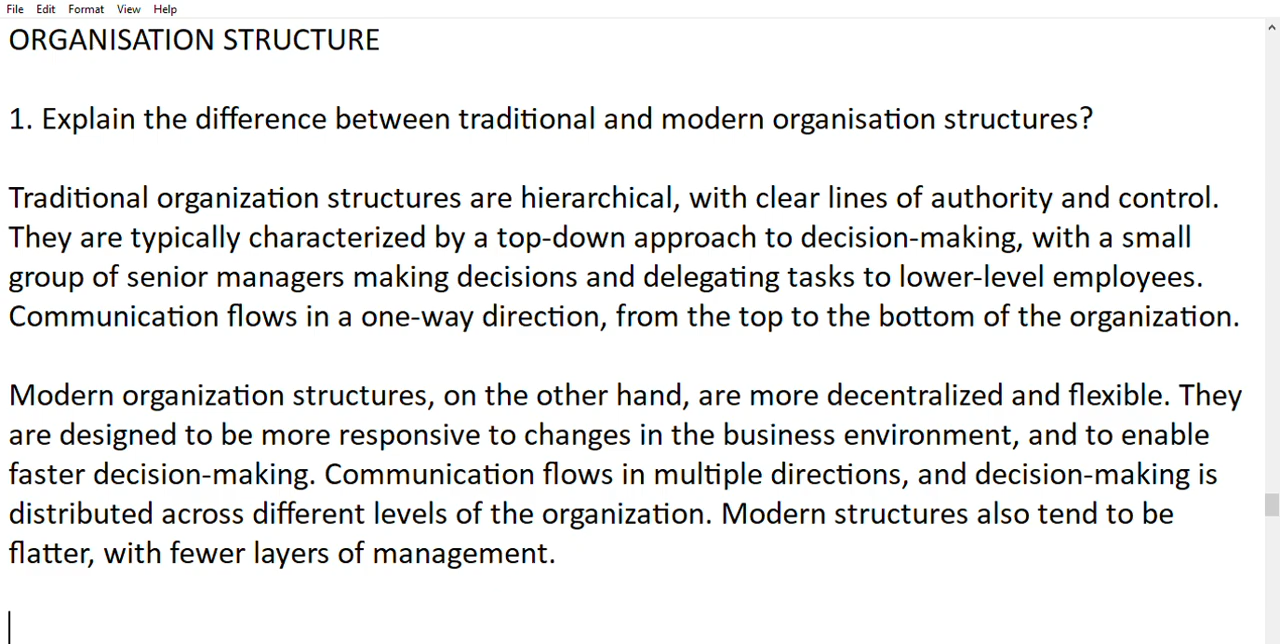 File Edit Format View Help
ORGANISATION STRUCTURE
1. Explain the difference between traditional and modern organisation structures?
Traditional organization structures are hierarchical, with clear lines of authority and control.
They are typically characterized by a top-down approach to decision-making, with a small
group of senior managers making decisions and delegating tasks to lower-level employees.
Communication flows in a one-way direction, from the top to the bottom of the organization.
Modern organization structures, on the other hand, are more decentralized and flexible. They
are designed to be more responsive to changes in the business environment, and to enable
faster decision-making. Communication flows in multiple directions, and decision-making is
distributed across different levels of the organization. Modern structures also tend to be
flatter, with fewer layers of management.